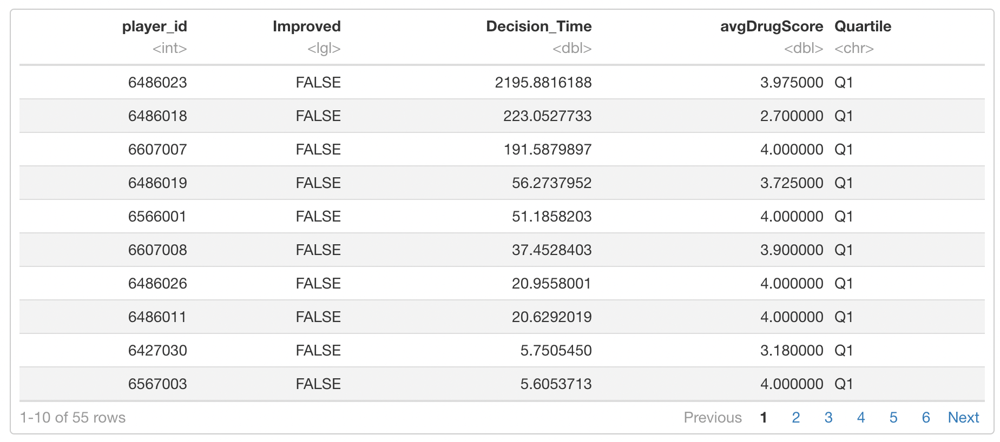 player_id Improved Decision_Time avgDrugScore Quartile
<int> <lgl> <dbl> <dbl> <chr>
6486023 FALSE 2195.8816188 3.975000 Q1
6486018 FALSE 223.0527733 2.700000 Q1
6607007 FALSE 191.5879897 4.000000 Q1
6486019 FALSE 56.2737952 3.725000 Q1
6566001 FALSE 51.1858203 4.000000 Q1
6607008 FALSE 37.4528403 3.900000 Q1
6486026 FALSE 20.9558001 4.000000 Q1
6486011 FALSE 20.6292019 4.000000 Q1
6427030 FALSE 5.7505450 3.180000 Q1
6567003 FALSE 5.6053713 4.000000 Q1
1-10 of 55 rows Previous 1 2 3 4 5 6 Next